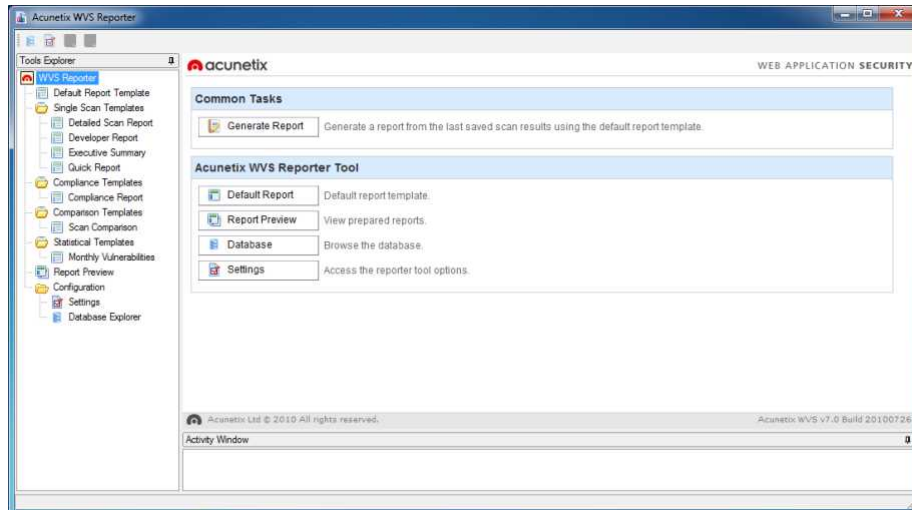 Acunetix WVS Reporter
Tools Explorer
WVS Reporter
Default Report Template
Single Scan Templates
Detailed Scan Report
Developer Report
Executive Summary
Quick Report
Compliance Templates
Compliance Report
Comparison Templates
Scan Comparison
Statistical Templates
Monthly Vulnerabilities
Report Preview
Configuration
Settings
Database Explorer
acunetix
WEB APPLICATION SECURITY
Common Tasks
Generate Report Generate a report from the last saved scan results using the default report template.
Acunetix WVS Reporter Tool
Default Report Default report template.
Report Preview View prepared reports.
Database Browse the database.
Settings Access the reporter tool options.
Acunetix Ltd © 2010 All rights reserved. Acunetix WVS v7.0 Build 20100726
Activity Window